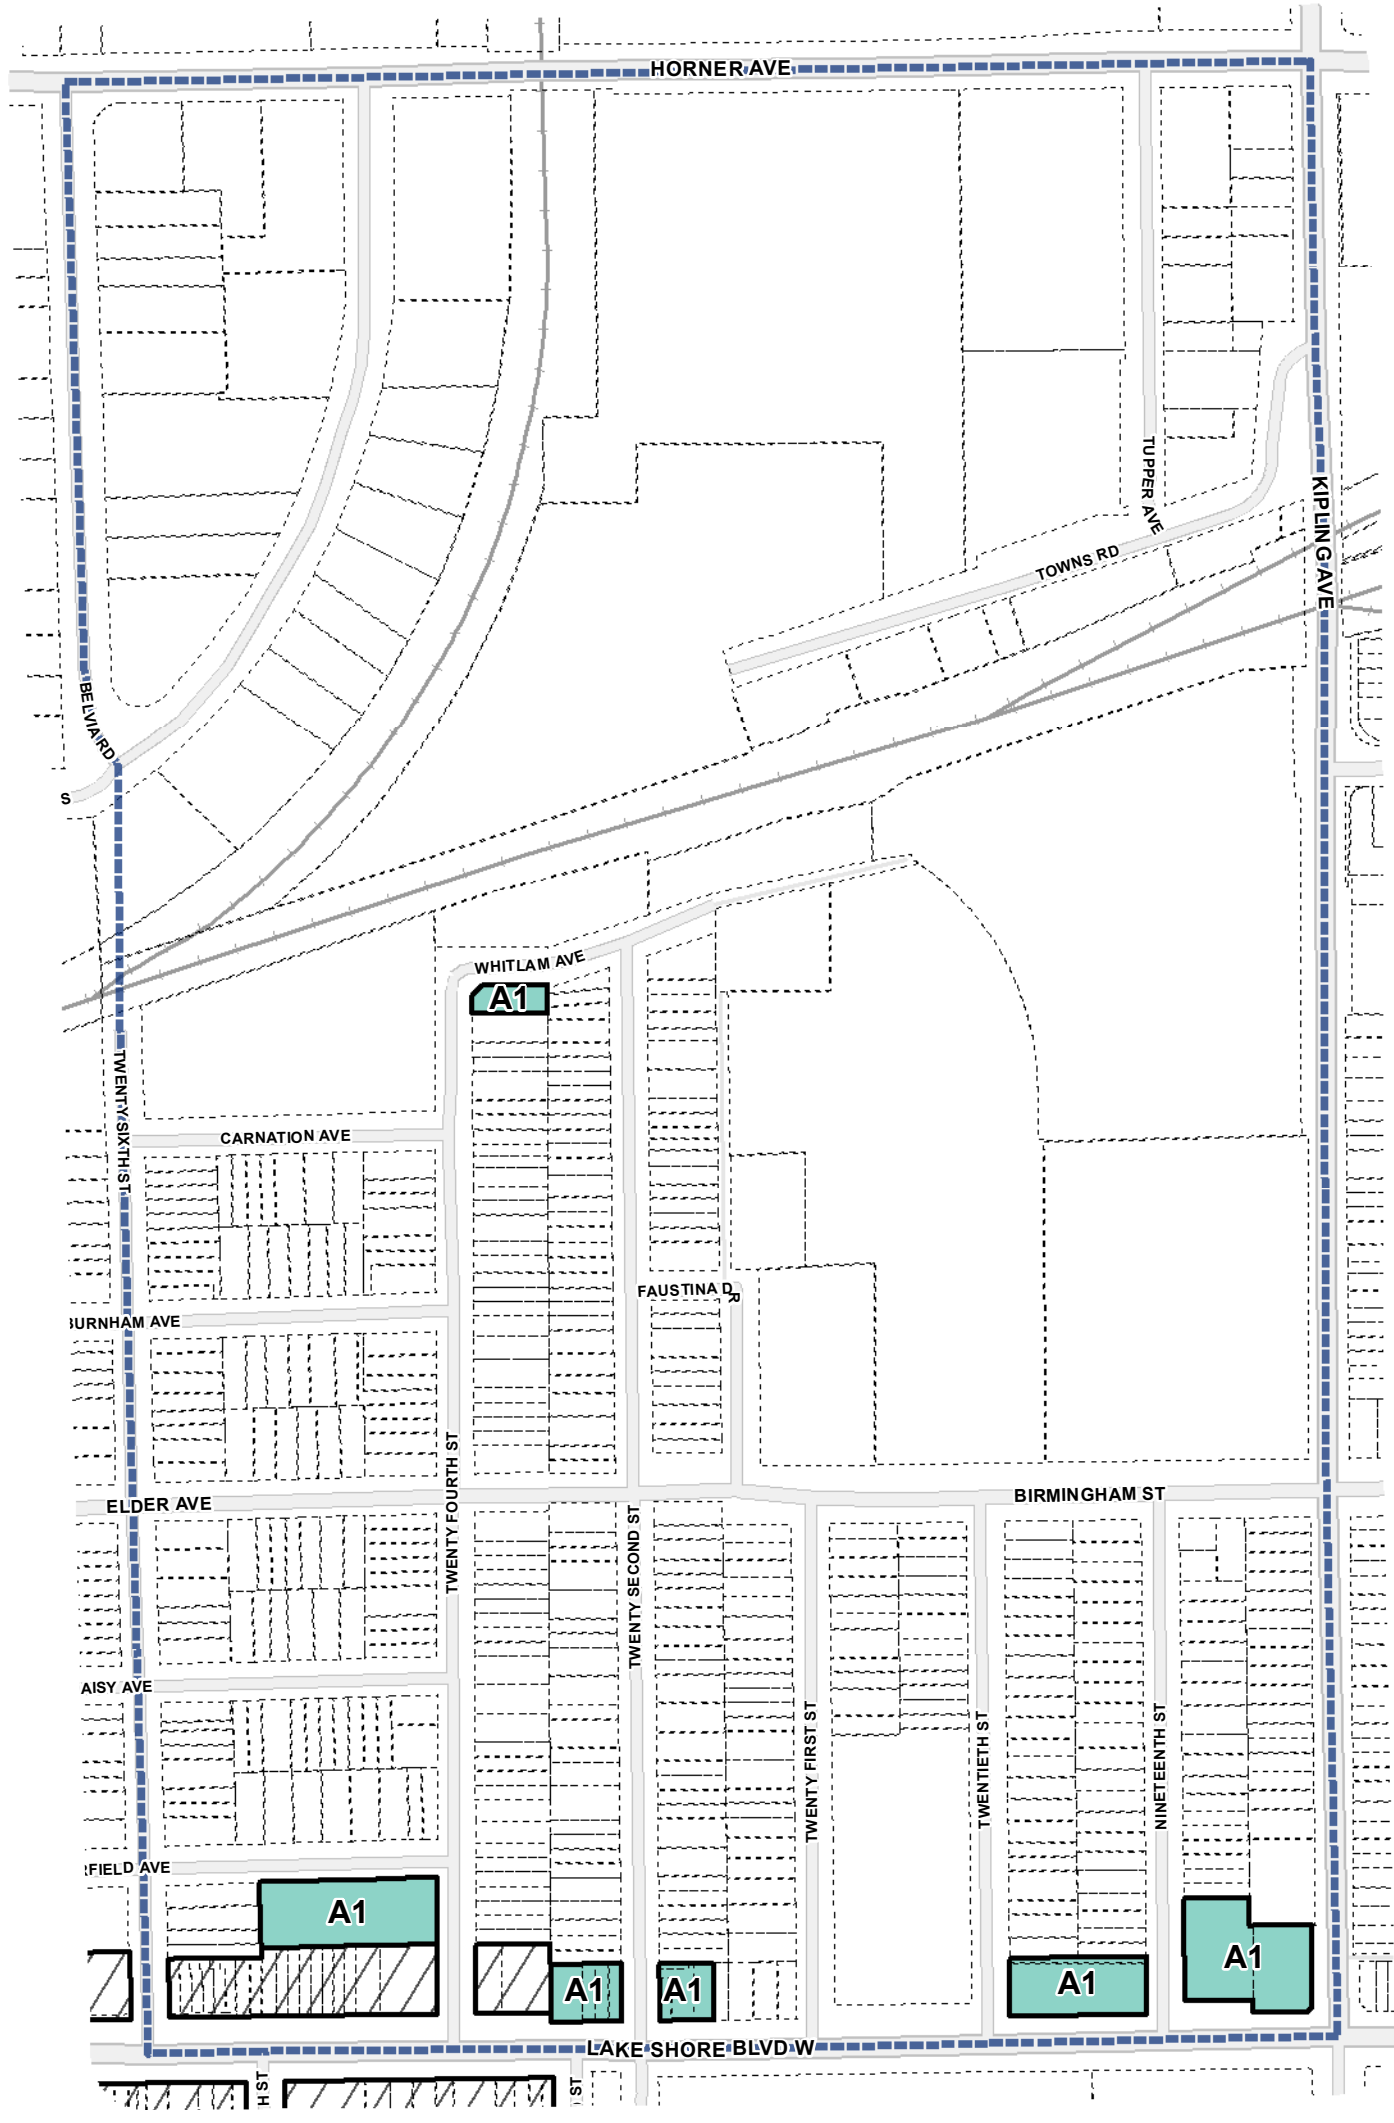 HORNER AVE
TUPPER AVE
KIPLING AVE
TOWNS RD
BELVIA RD
S
WHITLAM AVE
A1
TWENTY SIXTH ST
CARNATION AVE
FAUSTINA DR
BURNHAM AVE
TWENTY FOURTH ST
ELDER AVE
BIRMINGHAM ST
TWENTY SECOND ST
AISY AVE
TWENTY FIRST ST
TWENTIETH ST
NINETEENTH ST
RFIELD AVE
A1
A1
A1
A1
A1
LAKE SHORE BLVD W
H ST
ST